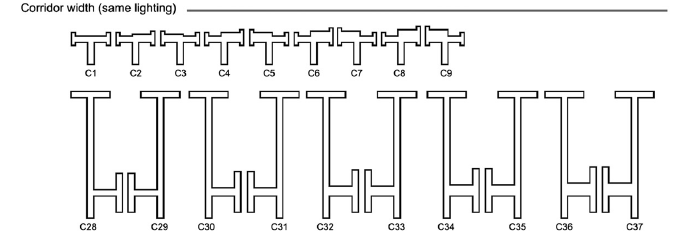 Corridor width (same lighting)
C1 C2 C3 C4 C5 C6 C7 C8 C9
C28 C29 C30 C31 C32 C33 C34 C35 C36 C37